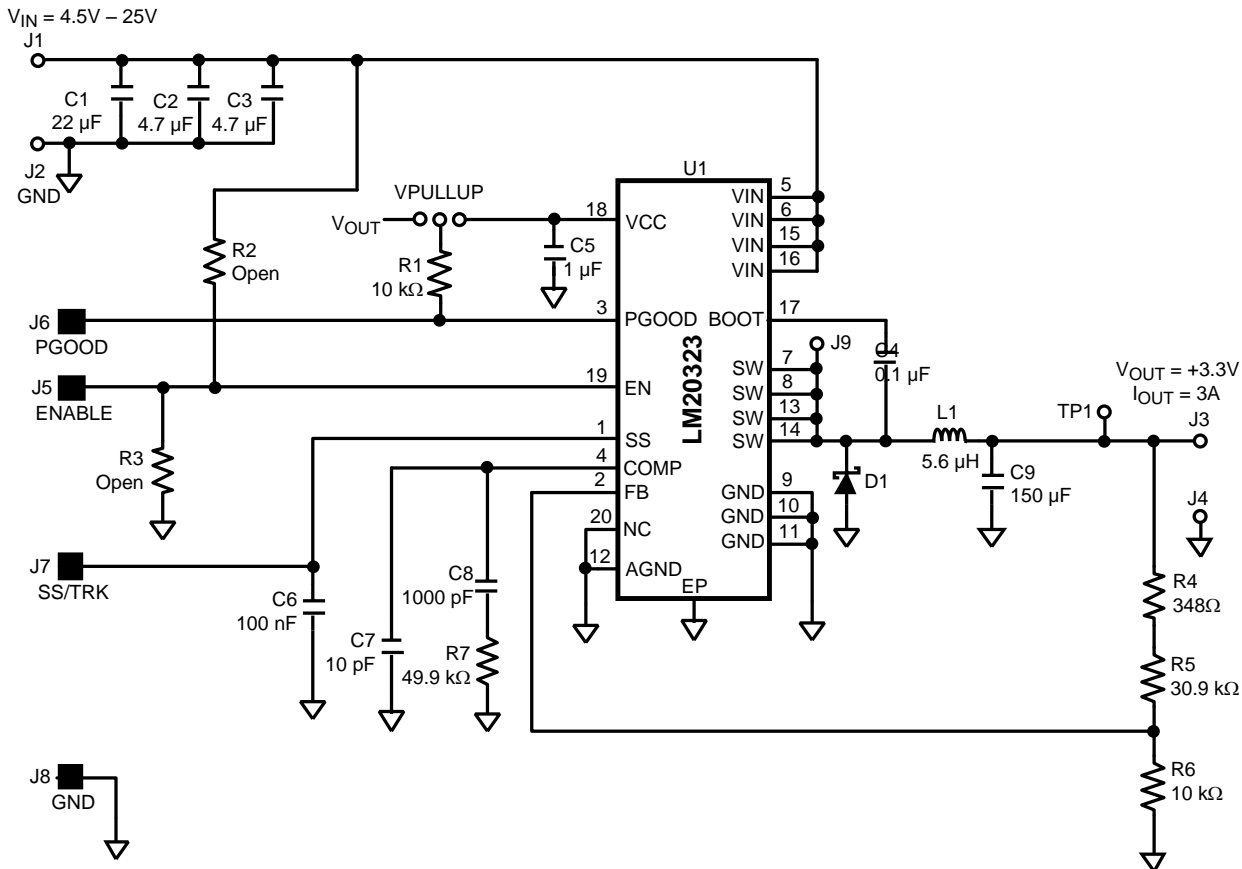 VIN = 4.5V – 25V
J1
C1
22 µF
C2
4.7 µF
C3
4.7 µF
J2
GND
U1
VIN 5
VIN 6
VIN 15
VIN 16
VPULLUP
VOUT
18 VCC
C5
1 µF
R2
Open
R1
10 kΩ
J6
PGOOD
3 PGOOD
BOOT 17
J9
C4
0.1 µF
LM20323
SW 7
SW 8
SW 13
SW 14
J5
ENABLE
19 EN
VOUT = +3.3V
IOUT = 3A
TP1
J3
L1
5.6 µH
1 SS
4 COMP
2 FB
R3
Open
D1
C9
150 µF
GND 9
GND 10
GND 11
J4
20 NC
12 AGND
EP
J7
SS/TRK
C6
100 nF
C8
1000 pF
C7
10 pF
R7
49.9 kΩ
R4
348Ω
R5
30.9 kΩ
R6
10 kΩ
J8
GND